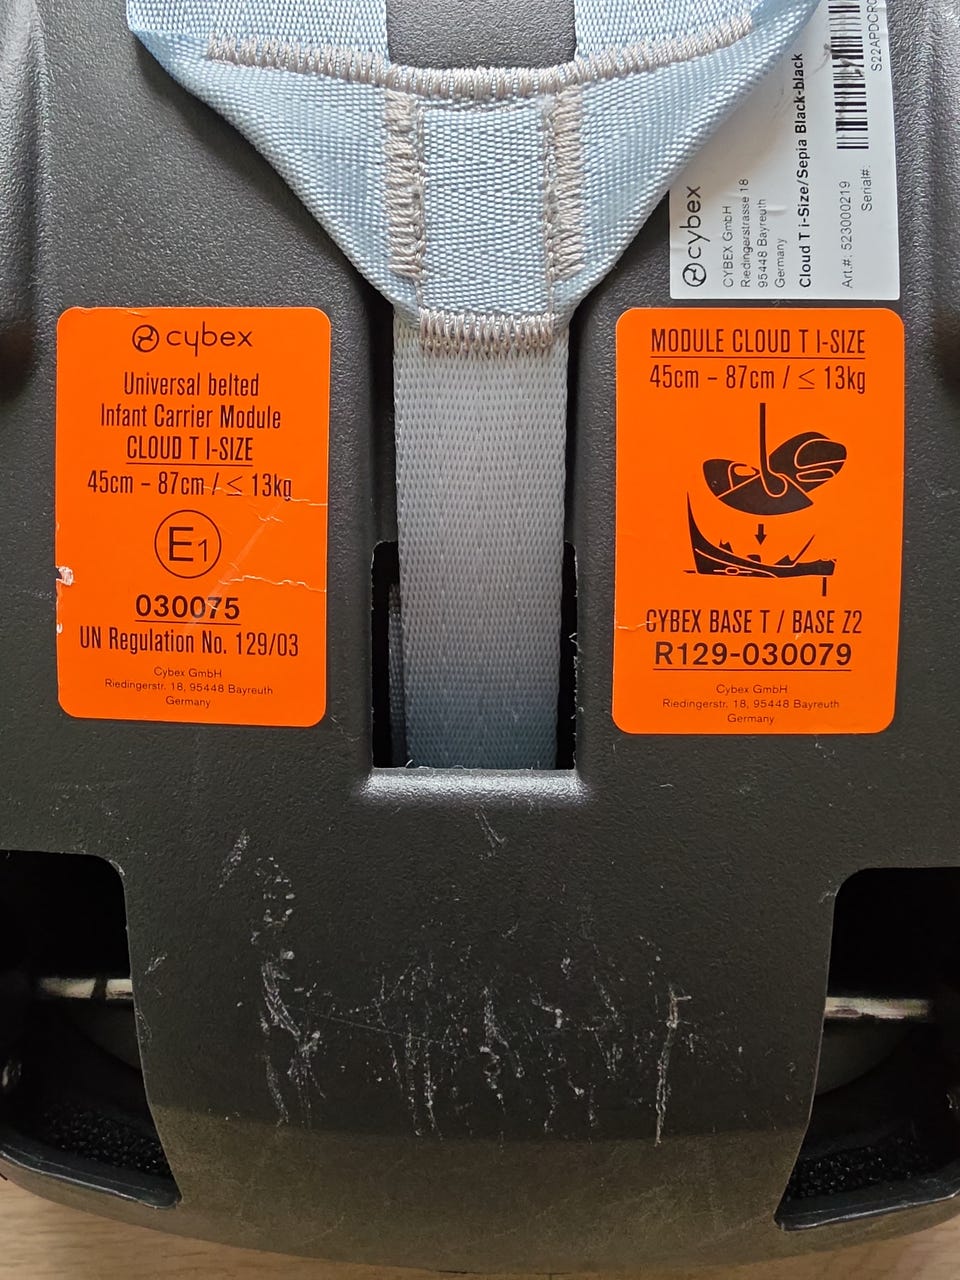 cybex
CYBEX GmbH
Riedingerstrasse 18
95448 Bayreuth
Germany
Cloud T i-Size/Sepia Black-black
Art.#: 523000219
Serial#:
cybex
Universal belted
Infant Carrier Module
CLOUD T I-SIZE
45cm – 87cm / ≤ 13kg
E1
030075
UN Regulation No. 129/03
Cybex GmbH
Riedingerstr. 18, 95448 Bayreuth
Germany
MODULE CLOUD T I-SIZE
45cm – 87cm / ≤ 13kg
CYBEX BASE T / BASE Z2
R129-030079
Cybex GmbH
Riedingerstr. 18, 95448 Bayreuth
Germany